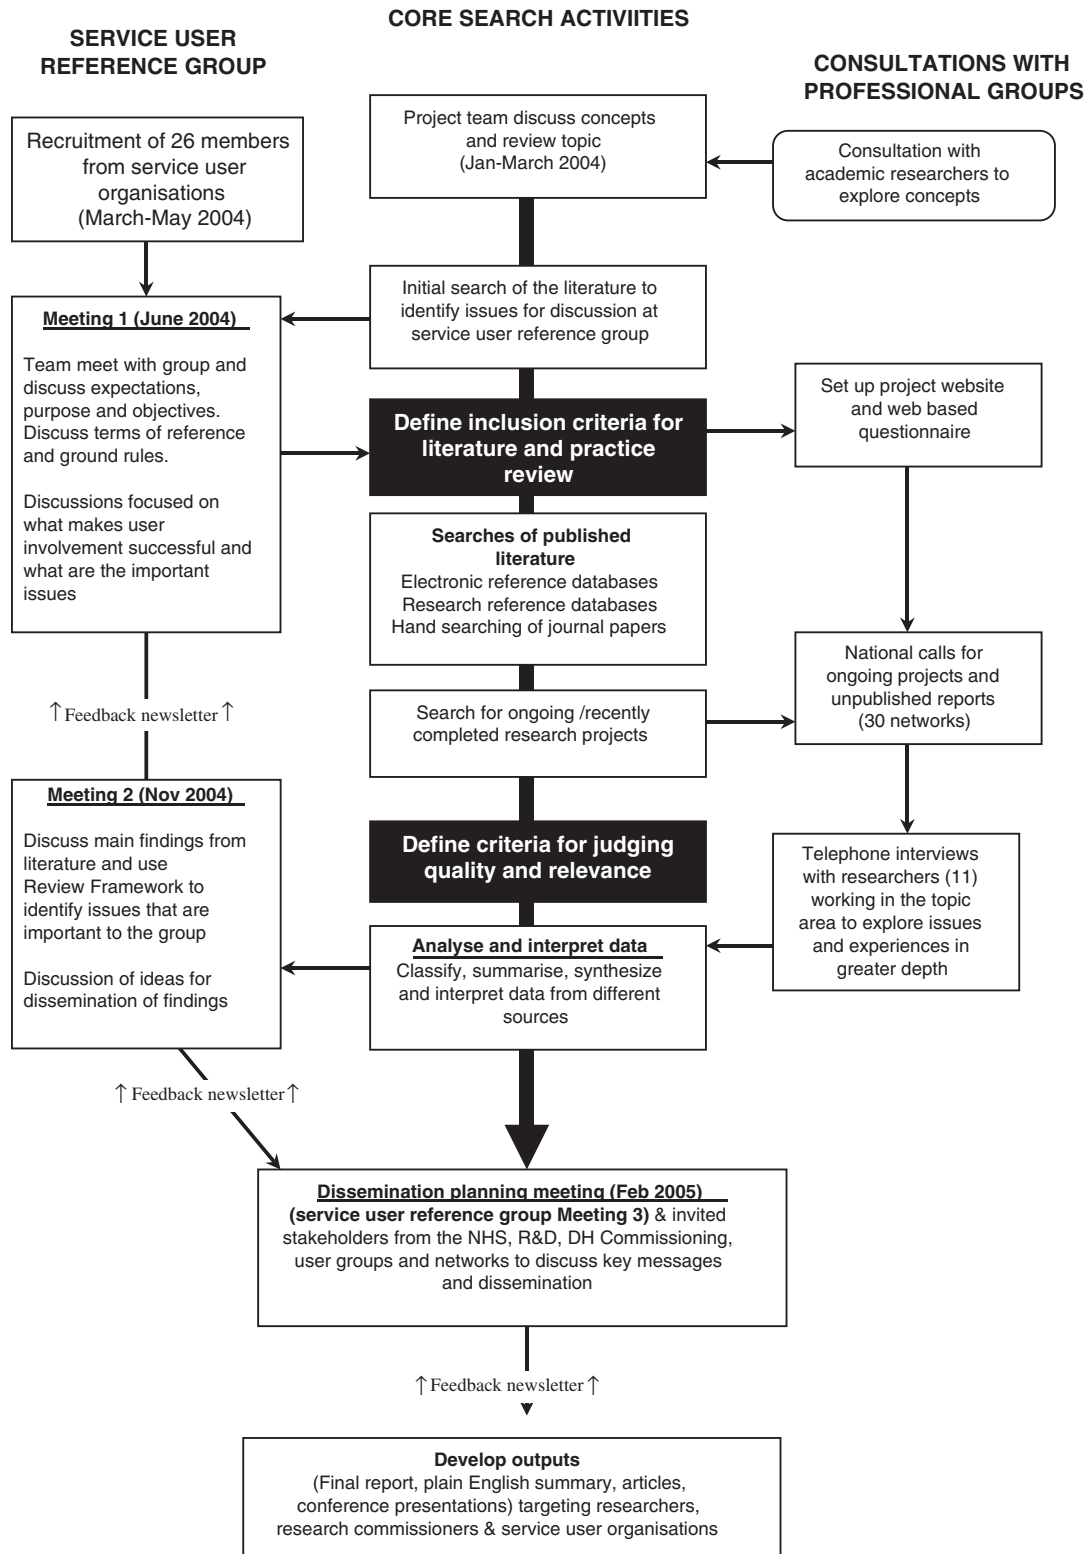 CORE SEARCH ACTIVIITIES
SERVICE USER
REFERENCE GROUP
CONSULTATIONS WITH
PROFESSIONAL GROUPS
Recruitment of 26 members
from service user
organisations
(March-May 2004)
Project team discuss concepts
and review topic
(Jan-March 2004)
Consultation with
academic researchers to
explore concepts
Initial search of the literature to
identify issues for discussion at
service user reference group
Meeting 1 (June 2004)
Team meet with group and
discuss expectations,
purpose and objectives.
Discuss terms of reference
and ground rules.
Discussions focused on
what makes user
involvement successful and
what are the important
issues
Define inclusion criteria for
literature and practice
review
Set up project website
and web based
questionnaire
Searches of published
literature
Electronic reference databases
Research reference databases
Hand searching of journal papers
National calls for
ongoing projects and
unpublished reports
(30 networks)
↑ Feedback newsletter ↑
Search for ongoing /recently
completed research projects
Meeting 2 (Nov 2004)
Discuss main findings from
literature and use
Review Framework to
identify issues that are
important to the group
Discussion of ideas for
dissemination of findings
Define criteria for judging
quality and relevance
Telephone interviews
with researchers (11)
working in the topic
area to explore issues
and experiences in
greater depth
Analyse and interpret data
Classify, summarise, synthesize
and interpret data from different
sources
↑ Feedback newsletter ↑
Dissemination planning meeting (Feb 2005)
(service user reference group Meeting 3) & invited
stakeholders from the NHS, R&D, DH Commissioning,
user groups and networks to discuss key messages
and dissemination
↑ Feedback newsletter ↑
Develop outputs
(Final report, plain English summary, articles,
conference presentations) targeting researchers,
research commissioners & service user organisations